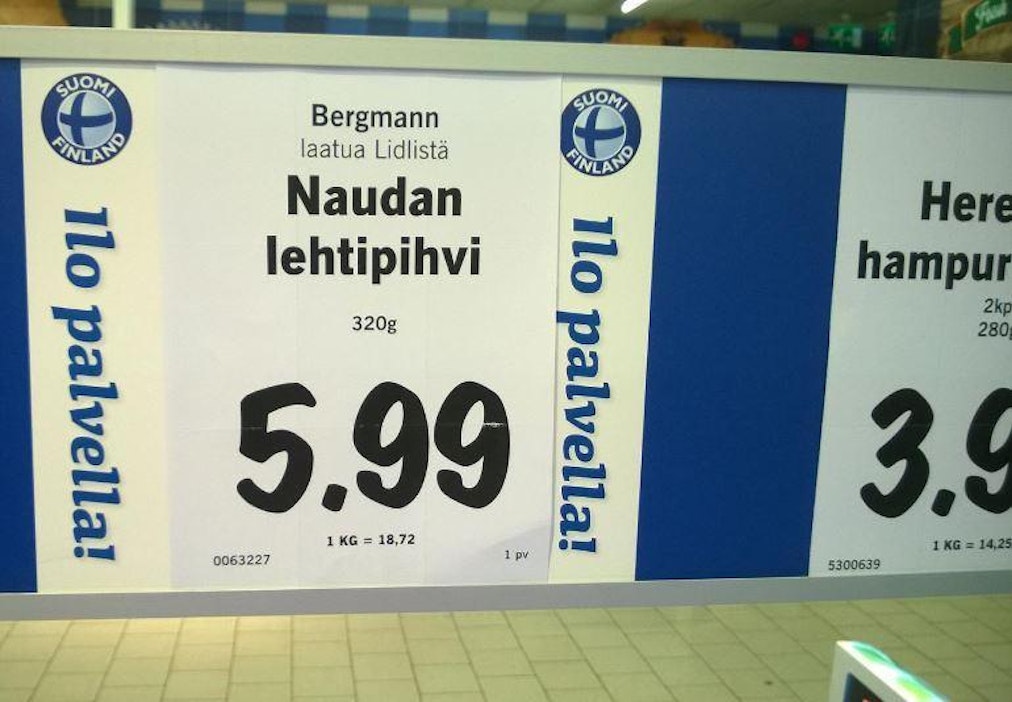 SUOMI
FINLAND
Ilo palvella!
Bergmann
laatua Lidlistä
Naudan
lehtipihvi
320g
5.99
1 KG = 18,72
0063227
1 pv
SUOMI
FINLAND
Ilo palvella!
Here
hampur
2kp
280g
3.9
1 KG = 14,25
5300639